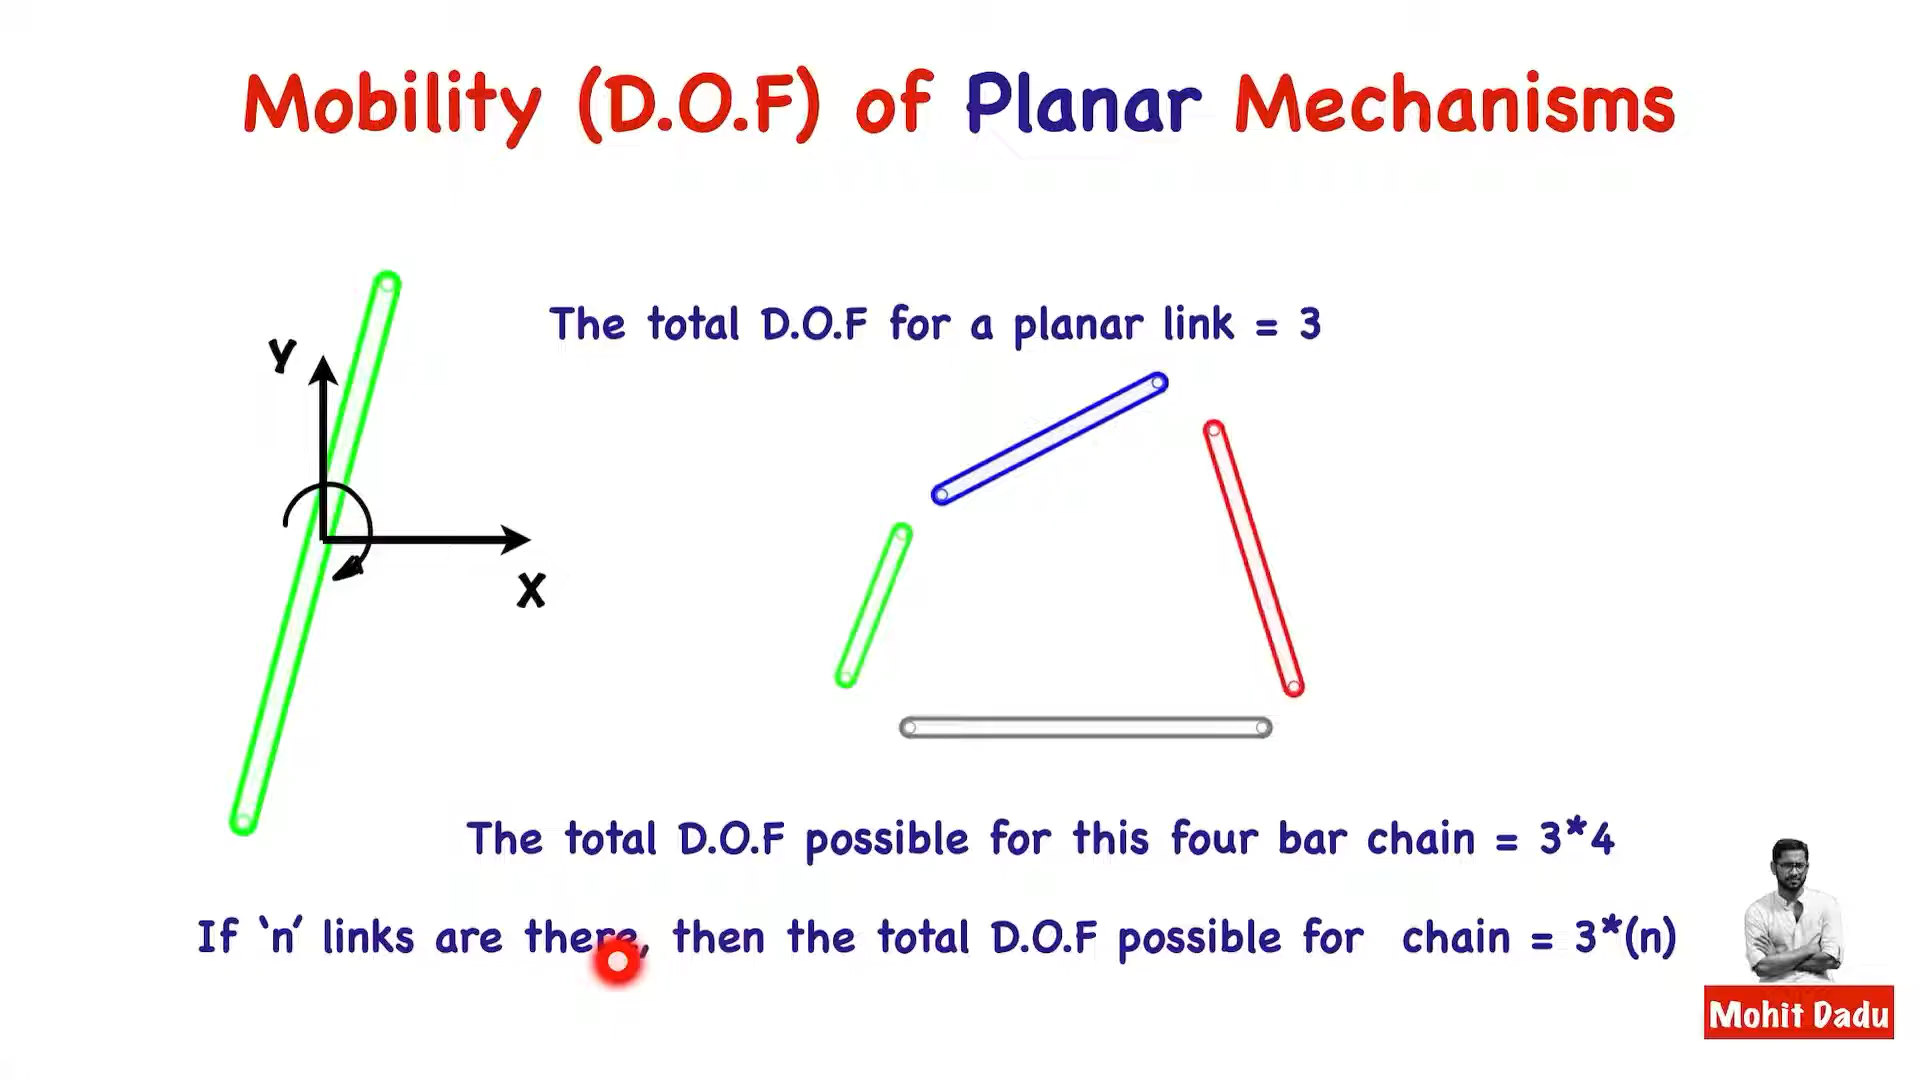 Mobility (D.O.F) of Planar Mechanisms
The total D.O.F for a planar link = 3
Y
X
The total D.O.F possible for this four bar chain = 3*4
If ‘n’ links are there, then the total D.O.F possible for chain = 3*(n)
Mohit Dadu